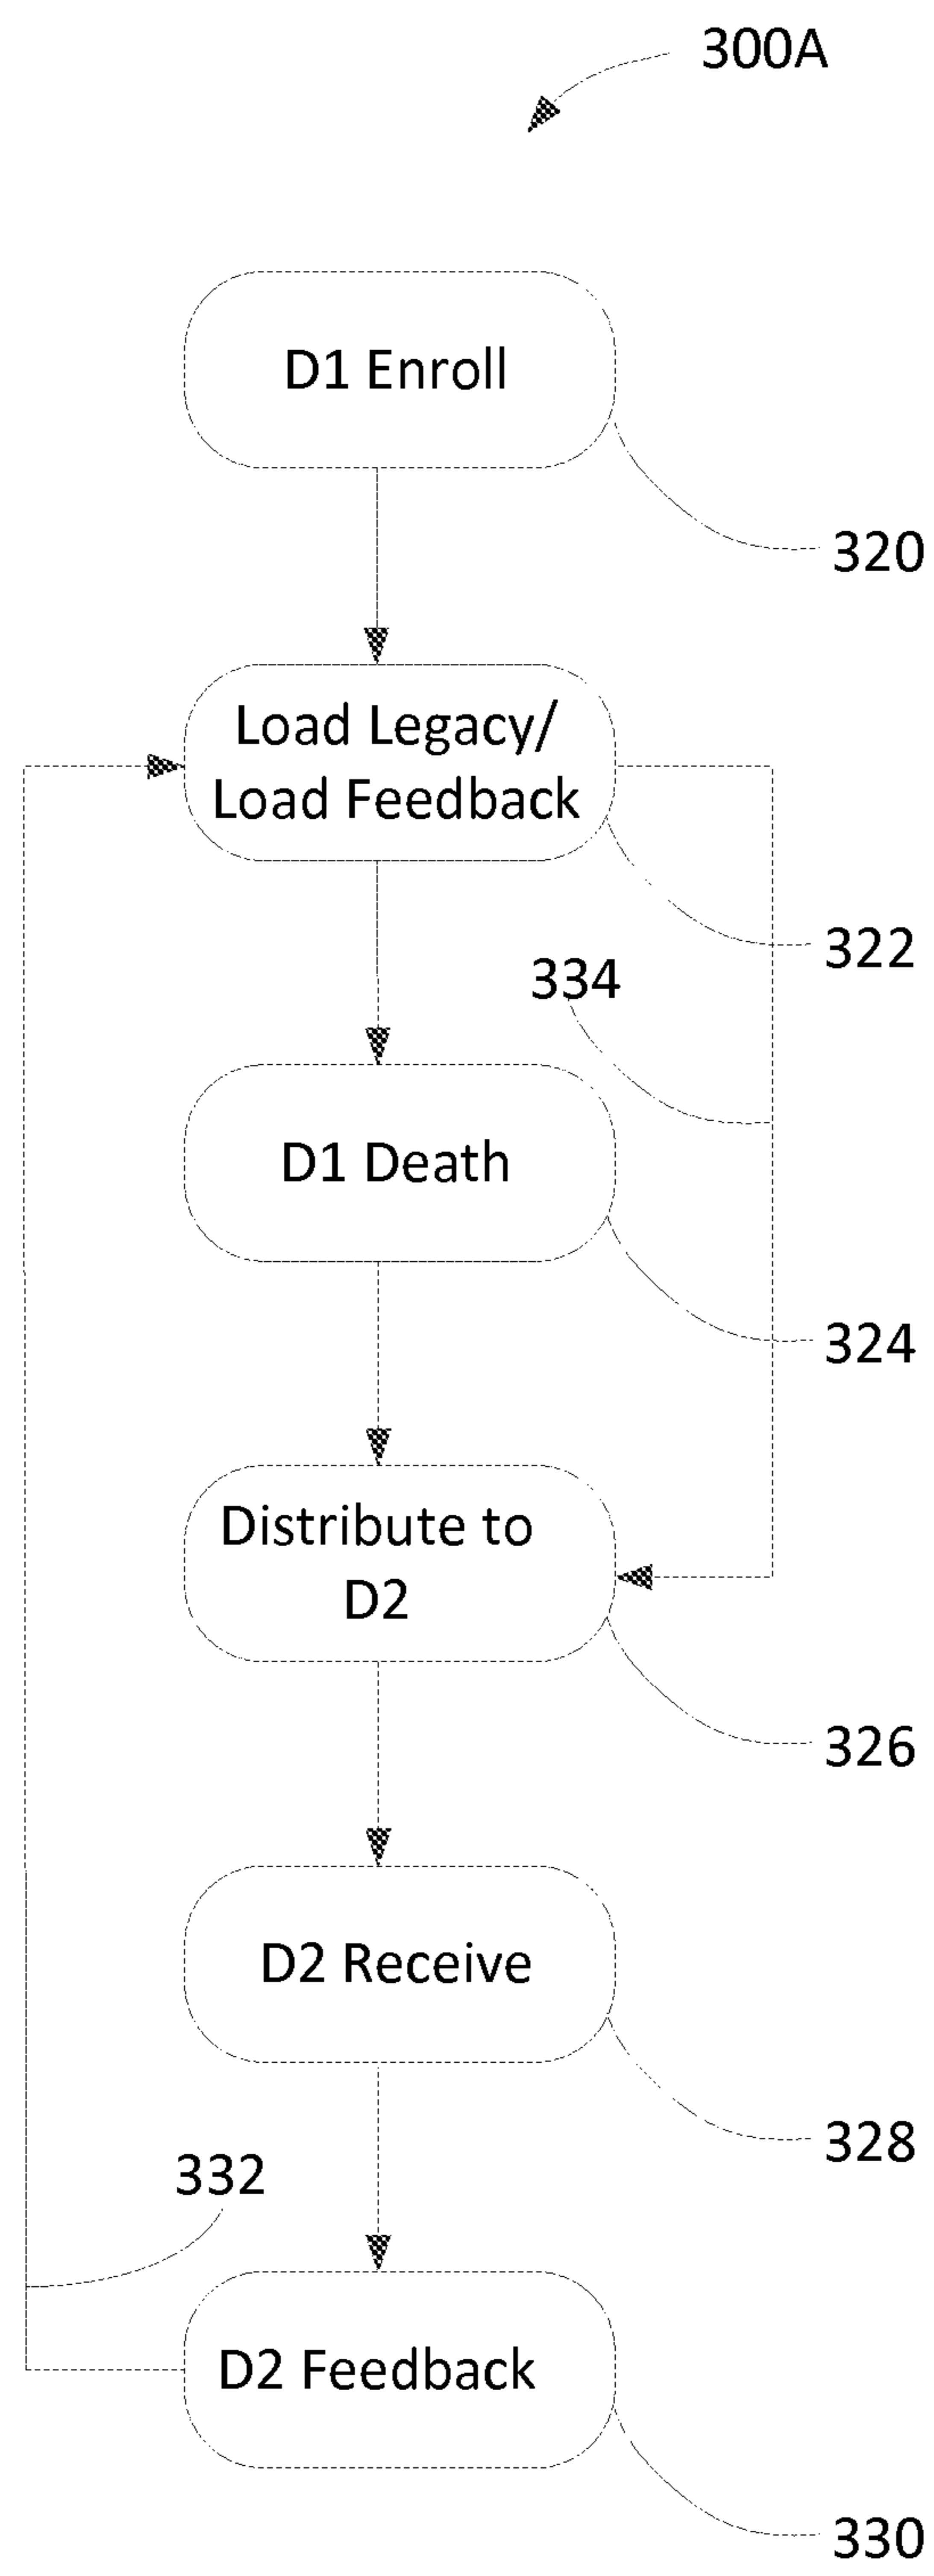 300A
D1 Enroll
320
Load Legacy/
Load Feedback
322
334
D1 Death
324
Distribute to
D2
326
D2 Receive
328
332
D2 Feedback
330